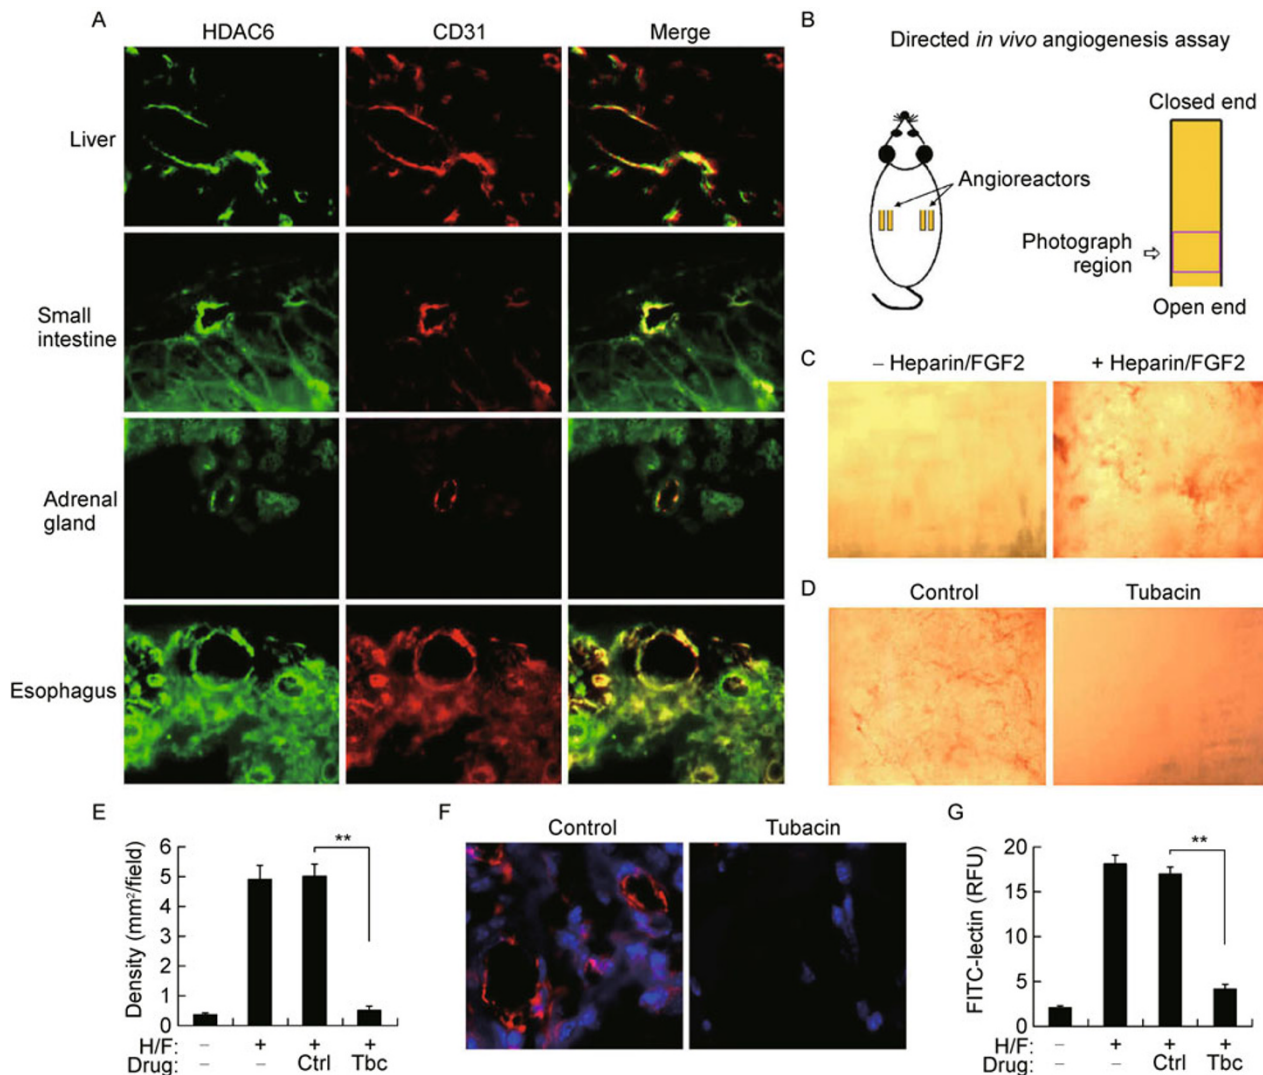 A
HDAC6
CD31
Merge
Liver
Small
intestine
Adrenal
gland
Esophagus
B
Directed in vivo angiogenesis assay
Closed end
Angioreactors
Photograph
region
Open end
C
– Heparin/FGF2
+ Heparin/FGF2
D
Control
Tubacin
E
Density (mm²/field)
6
5
4
3
2
1
0
**
H/F: – + + +
Drug: – – Ctrl Tbc
F
Control
Tubacin
G
FITC-lectin (RFU)
20
15
10
5
0
**
H/F: – + + +
Drug: – – Ctrl Tbc